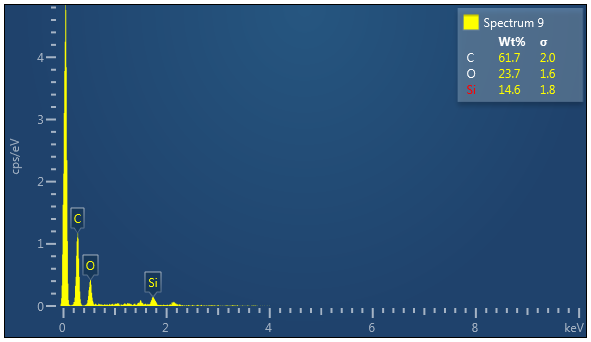 Spectrum 9
Wt% σ
C 61.7 2.0
O 23.7 1.6
Si 14.6 1.8
cps/eV
4
3
2
1
0
C
O
Si
0 2 4 6 8 keV